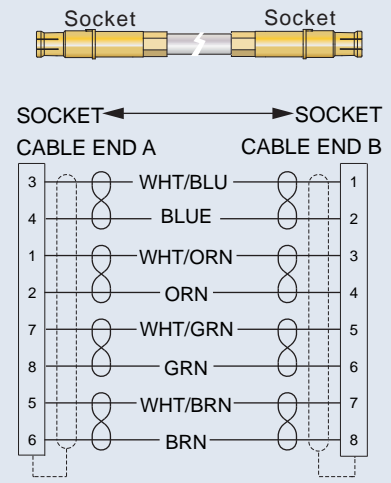 Socket Socket
SOCKET SOCKET
CABLE END A CABLE END B
3 WHT/BLU 1
4 BLUE 2
1 WHT/ORN 3
2 ORN 4
7 WHT/GRN 5
8 GRN 6
5 WHT/BRN 7
6 BRN 8